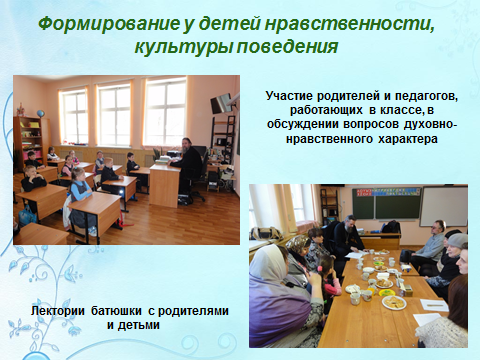 Формирование у детей нравственности,
культуры поведения
Участие родителей и педагогов,
работающих в классе, в
обсуждении вопросов духовно-
нравственного характера
Лектории батюшки с родителями
и детьми